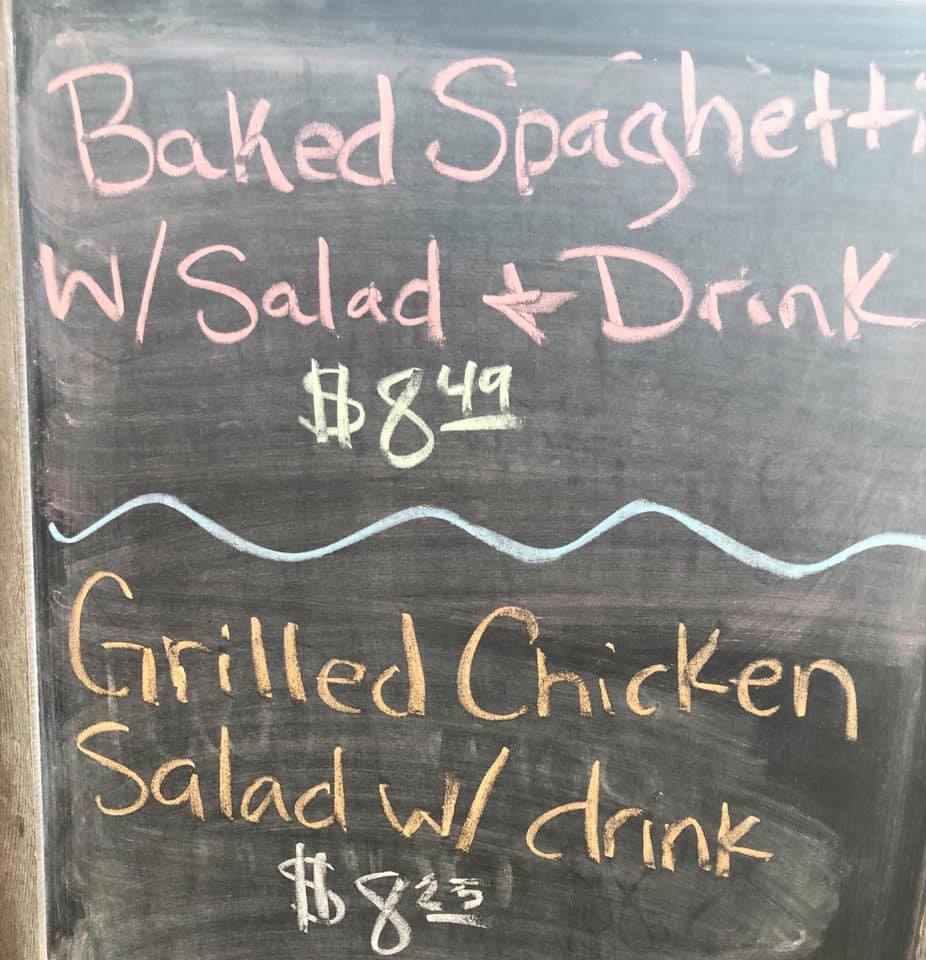 Baked Spaghetti
W/ Salad & Drink
$8 49
Grilled Chicken
Salad w/ drink
$8 25